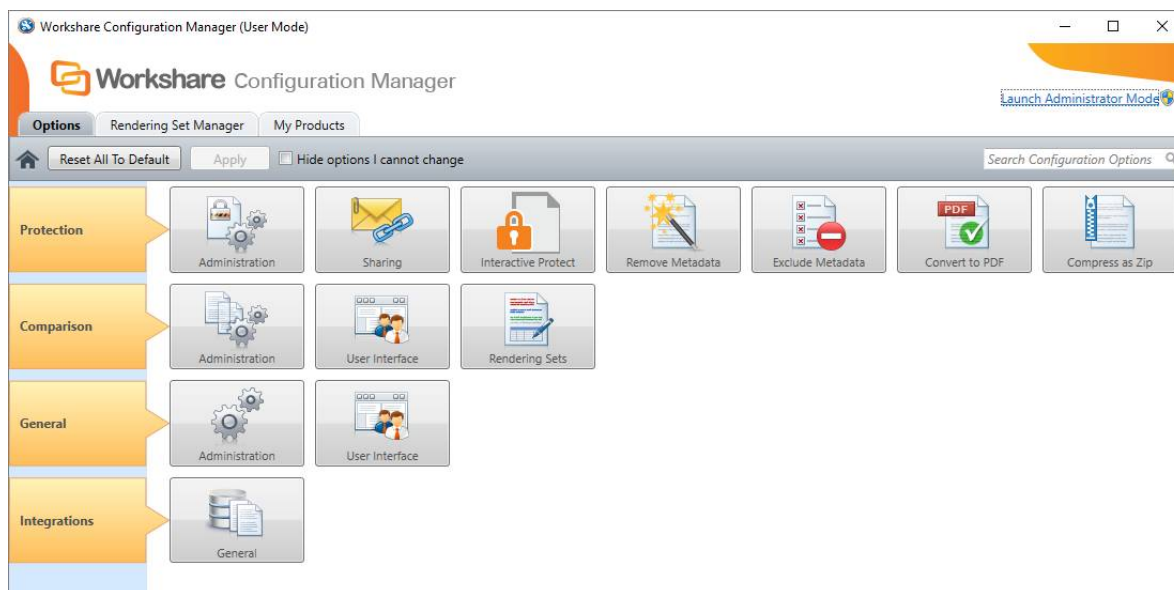 Workshare Configuration Manager (User Mode)
Workshare Configuration Manager
Launch Administrator Mode
Options Rendering Set Manager My Products
Reset All To Default Apply Hide options I cannot change Search Configuration Options
Protection
Administration Sharing Interactive Protect Remove Metadata Exclude Metadata Convert to PDF Compress as Zip
PDF
Comparison
Administration User Interface Rendering Sets
General
Administration User Interface
Integrations
General